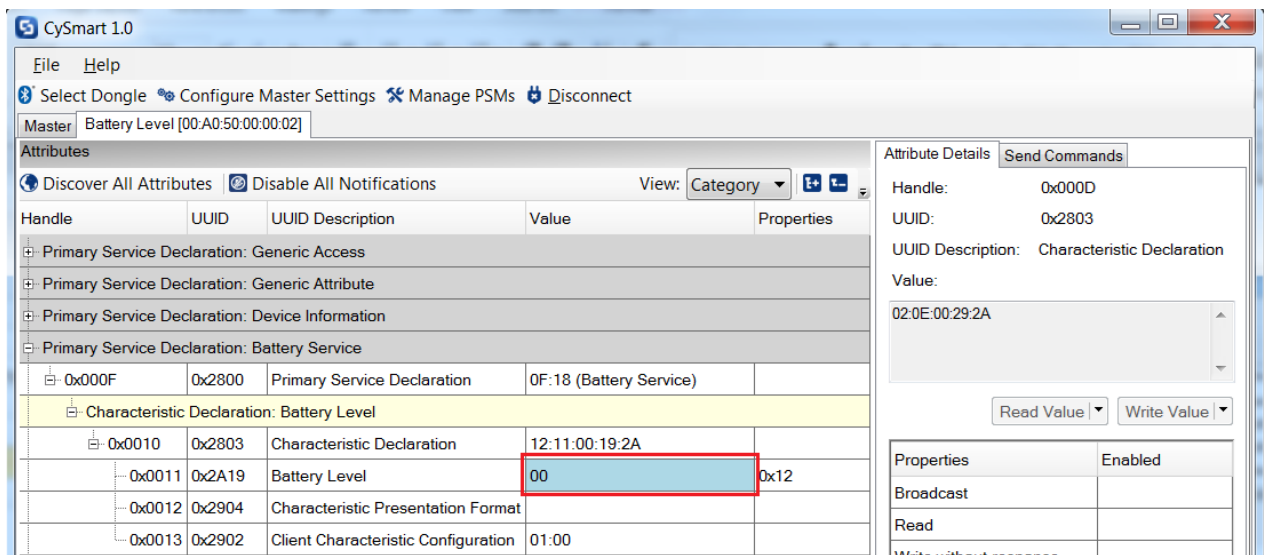 CySmart 1.0
File Help
Select Dongle Configure Master Settings Manage PSMs Disconnect
Master Battery Level [00:A0:50:00:00:02]
Attributes
Discover All Attributes Disable All Notifications View: Category
Handle UUID UUID Description Value Properties
Primary Service Declaration: Generic Access
Primary Service Declaration: Generic Attribute
Primary Service Declaration: Device Information
Primary Service Declaration: Battery Service
0x000F 0x2800 Primary Service Declaration 0F:18 (Battery Service)
Characteristic Declaration: Battery Level
0x0010 0x2803 Characteristic Declaration 12:11:00:19:2A
0x0011 0x2A19 Battery Level 00 0x12
0x0012 0x2904 Characteristic Presentation Format
0x0013 0x2902 Client Characteristic Configuration 01:00
Attribute Details Send Commands
Handle: 0x000D
UUID: 0x2803
UUID Description: Characteristic Declaration
Value:
02:0E:00:29:2A
Read Value Write Value
Properties Enabled
Broadcast
Read
Write without response